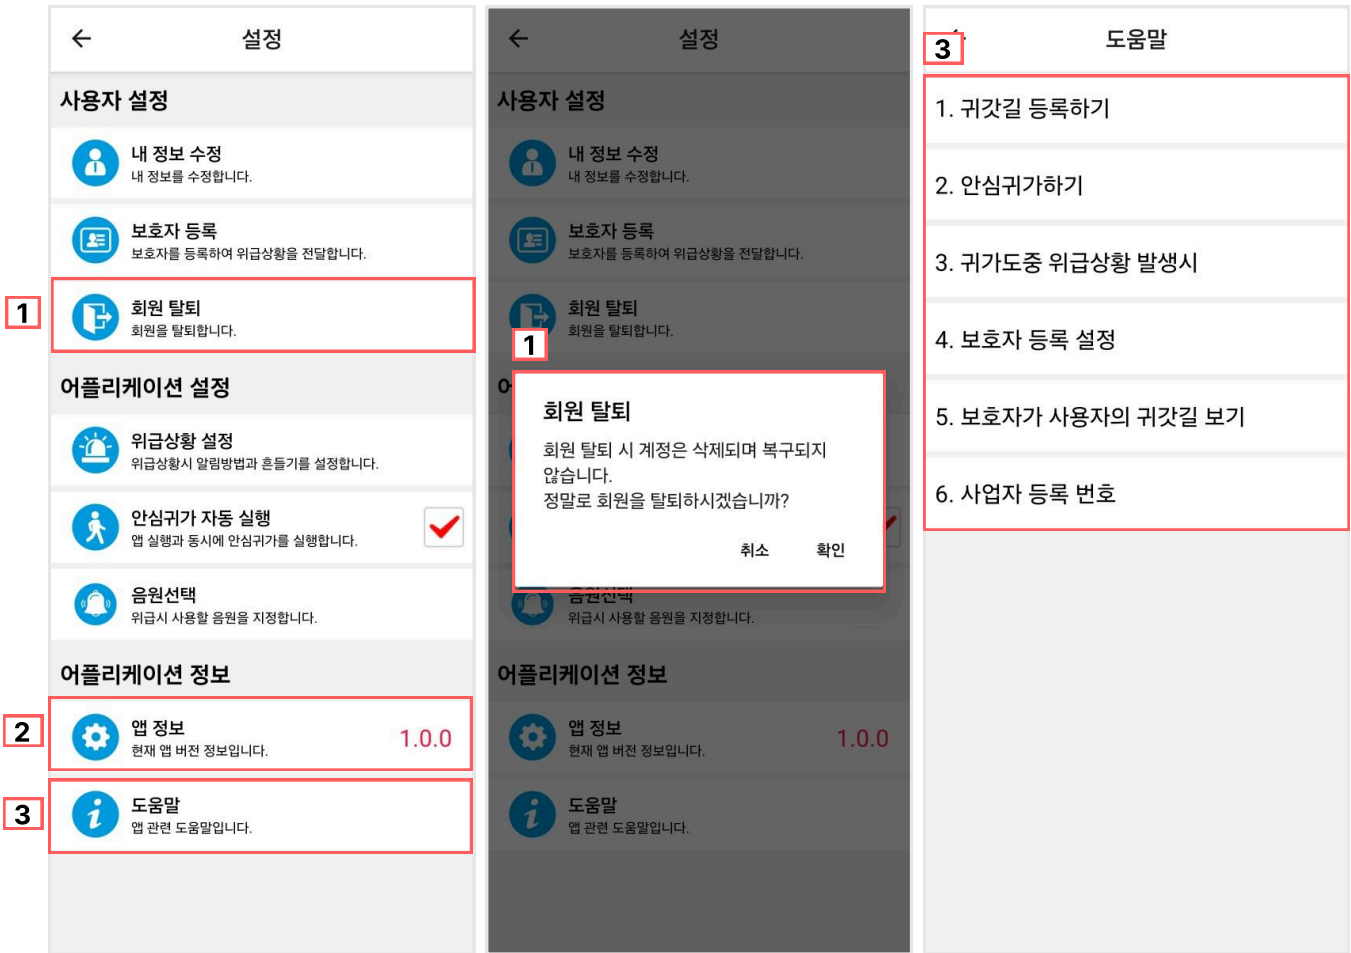 설정
사용자 설정
내 정보 수정
내 정보를 수정합니다.
보호자 등록
보호자를 등록하여 위급상황을 전달합니다.
1
회원 탈퇴
회원을 탈퇴합니다.
어플리케이션 설정
위급상황 설정
위급상황시 알림방법과 흔들기를 설정합니다.
안심귀가 자동 실행
앱 실행과 동시에 안심귀가를 실행합니다.
음원선택
위급시 사용할 음원을 지정합니다.
어플리케이션 정보
2
앱 정보
현재 앱 버전 정보입니다.
1.0.0
3
도움말
앱 관련 도움말입니다.
설정
사용자 설정
내 정보 수정
내 정보를 수정합니다.
보호자 등록
보호자를 등록하여 위급상황을 전달합니다.
회원 탈퇴
회원을 탈퇴합니다.
1
회원 탈퇴
회원 탈퇴 시 계정은 삭제되며 복구되지
않습니다.
정말로 회원을 탈퇴하시겠습니까?
취소 확인
음원선택
위급시 사용할 음원을 지정합니다.
어플리케이션 정보
앱 정보
현재 앱 버전 정보입니다.
1.0.0
도움말
앱 관련 도움말입니다.
3
도움말
1. 귀갓길 등록하기
2. 안심귀가하기
3. 귀가도중 위급상황 발생시
4. 보호자 등록 설정
5. 보호자가 사용자의 귀갓길 보기
6. 사업자 등록 번호